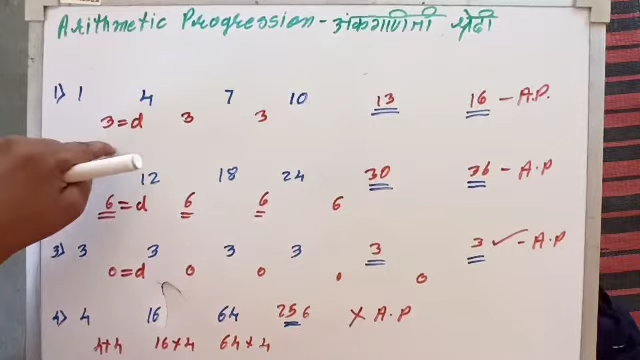 Arithmetic Progression - अंकगणिती श्रेढी
1) 1 4 7 10 13 16 - A.P.
3=d 3 3
12 18 24 30 36 - A.P
6=d 6 6 6
3) 3 3 3 3 3 3 ✓ - A.P
0=d 0 0 0 0
4) 4 16 64 256 × A.P
4×4 16×4 64×4